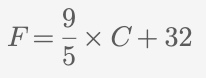 F = 9/5 × C + 32